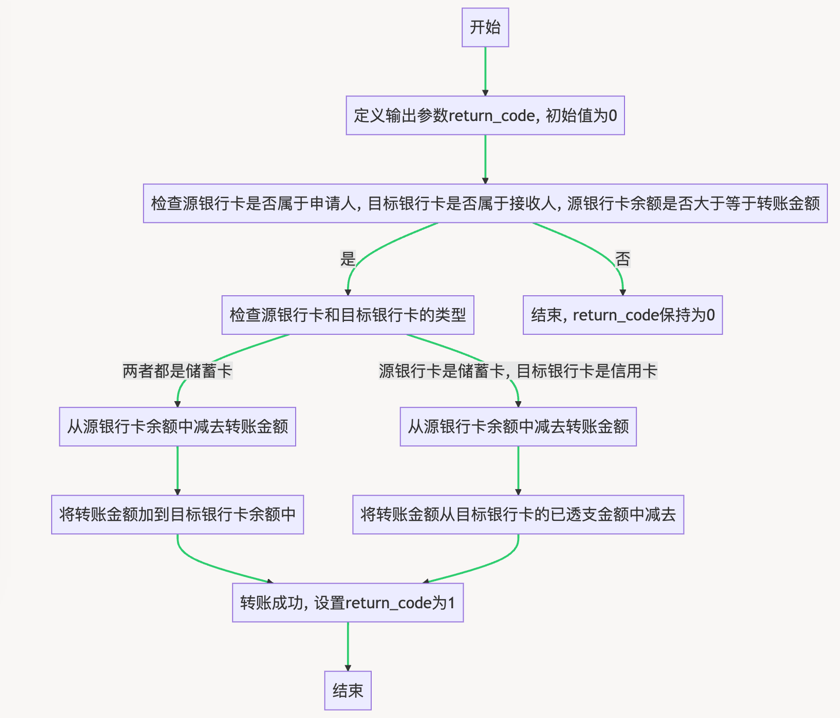 开始
定义输出参数return_code, 初始值为0
检查源银行卡是否属于申请人, 目标银行卡是否属于接收人, 源银行卡余额是否大于等于转账金额
是
否
检查源银行卡和目标银行卡的类型
结束, return_code保持为0
两者都是储蓄卡
源银行卡是储蓄卡, 目标银行卡是信用卡
从源银行卡余额中减去转账金额
从源银行卡余额中减去转账金额
将转账金额加到目标银行卡余额中
将转账金额从目标银行卡的已透支金额中减去
转账成功, 设置return_code为1
结束